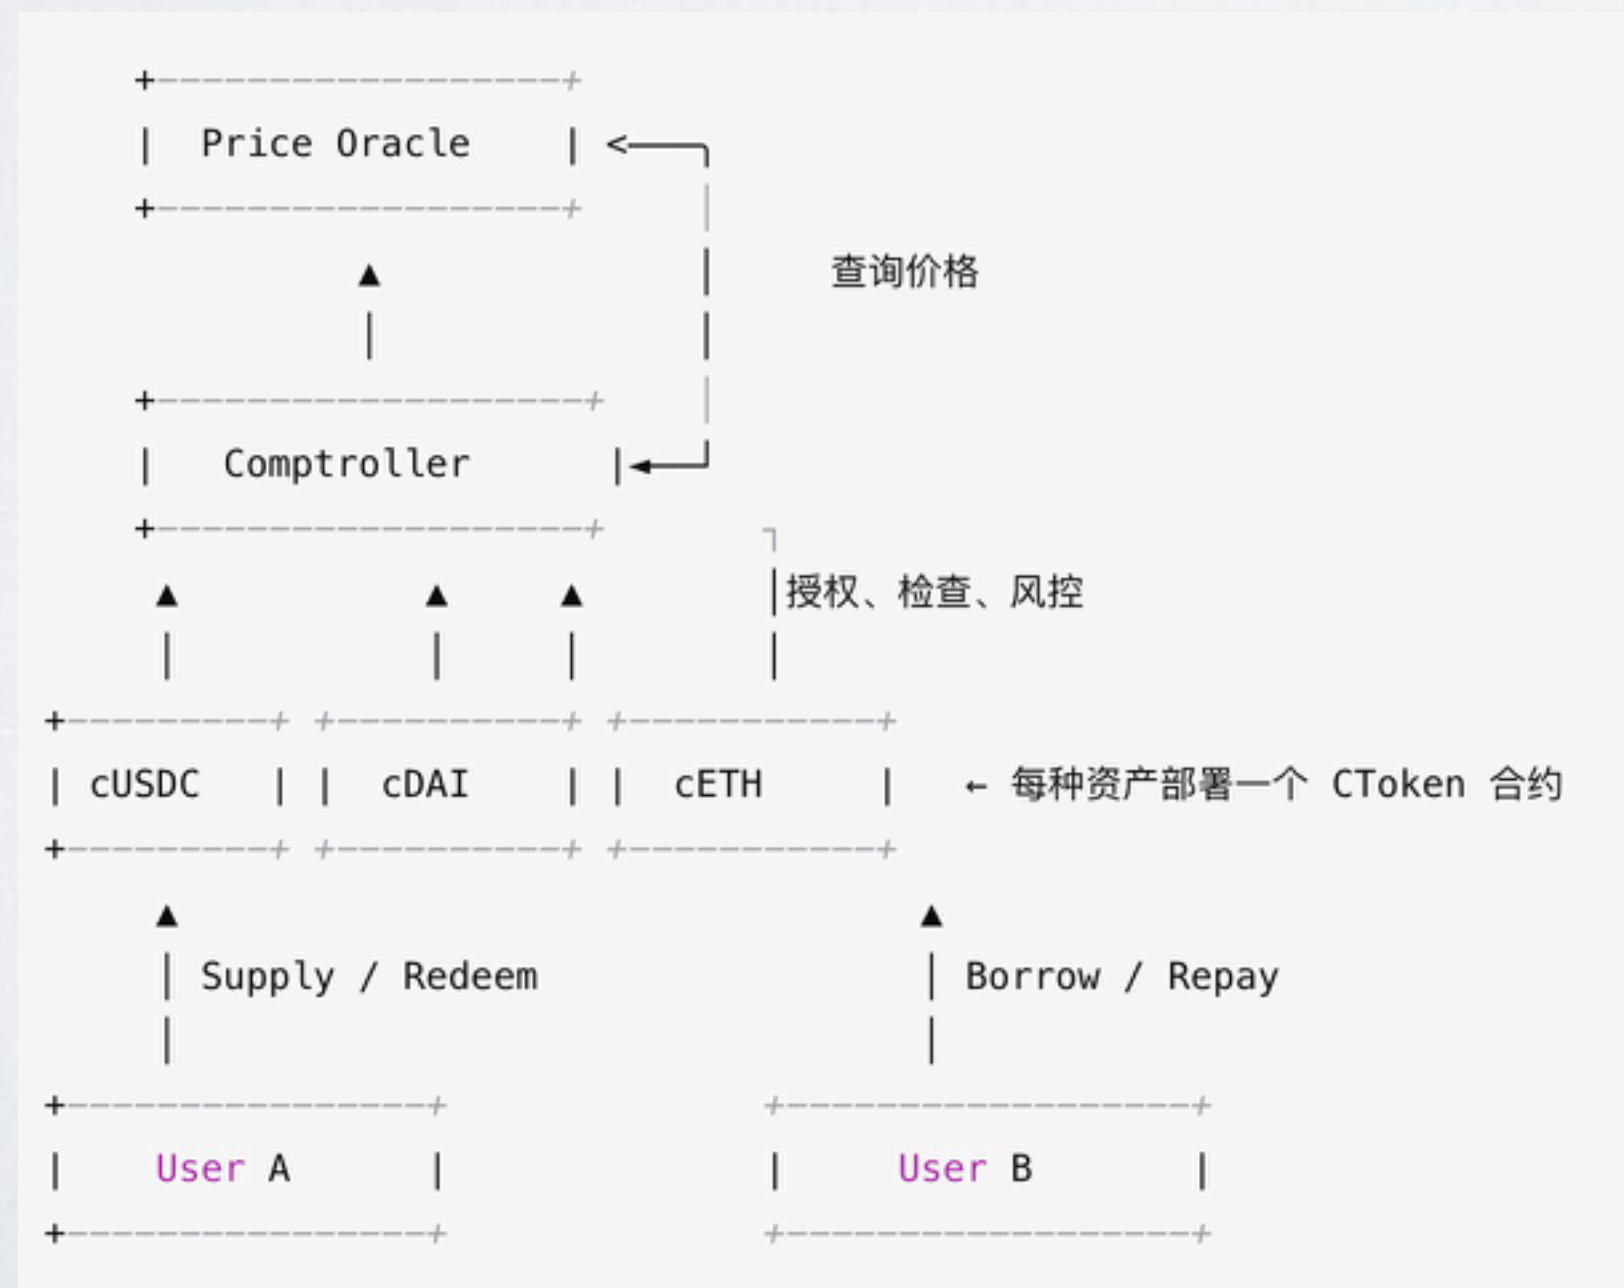 Price Oracle
查询价格
Comptroller
授权、检查、风控
cUSDC cDAI cETH ← 每种资产部署一个 CToken 合约
Supply / Redeem Borrow / Repay
User A User B